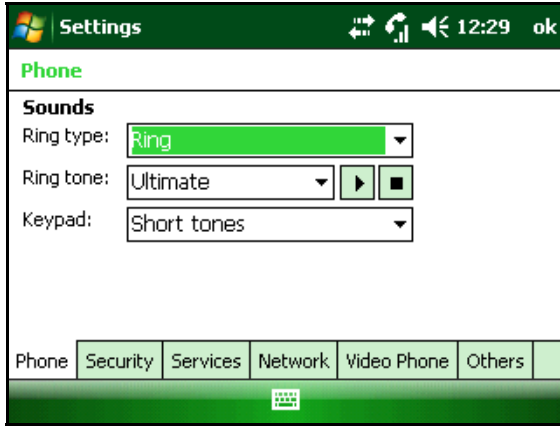 Settings 12:29 ok
Phone
Sounds
Ring type: Ring
Ring tone: Ultimate
Keypad: Short tones
Phone Security Services Network Video Phone Others